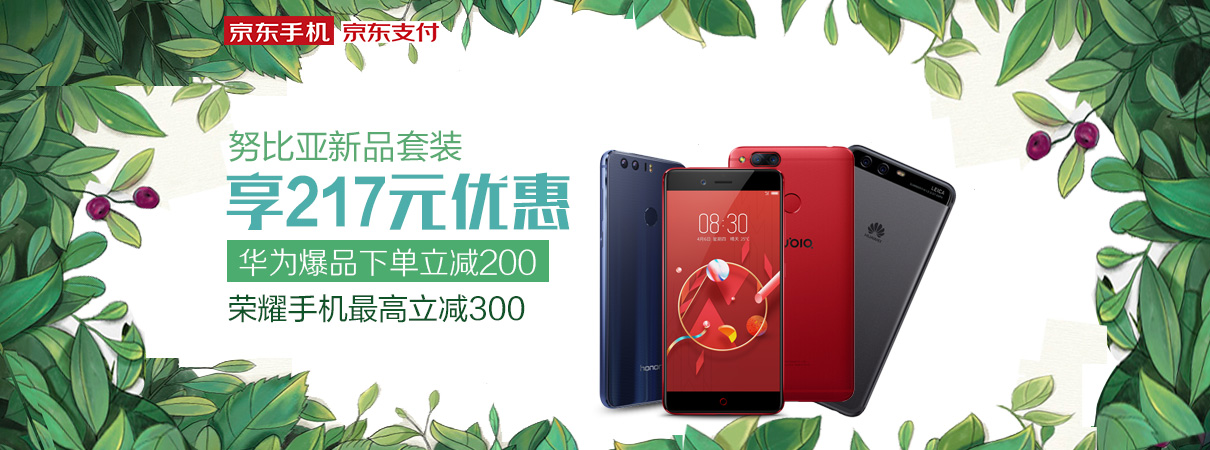 京东手机 京东支付
努比亚新品套装
享217元优惠
华为爆品下单立减200
荣耀手机最高立减300
08:30
honor
HUAWEI
LEICA